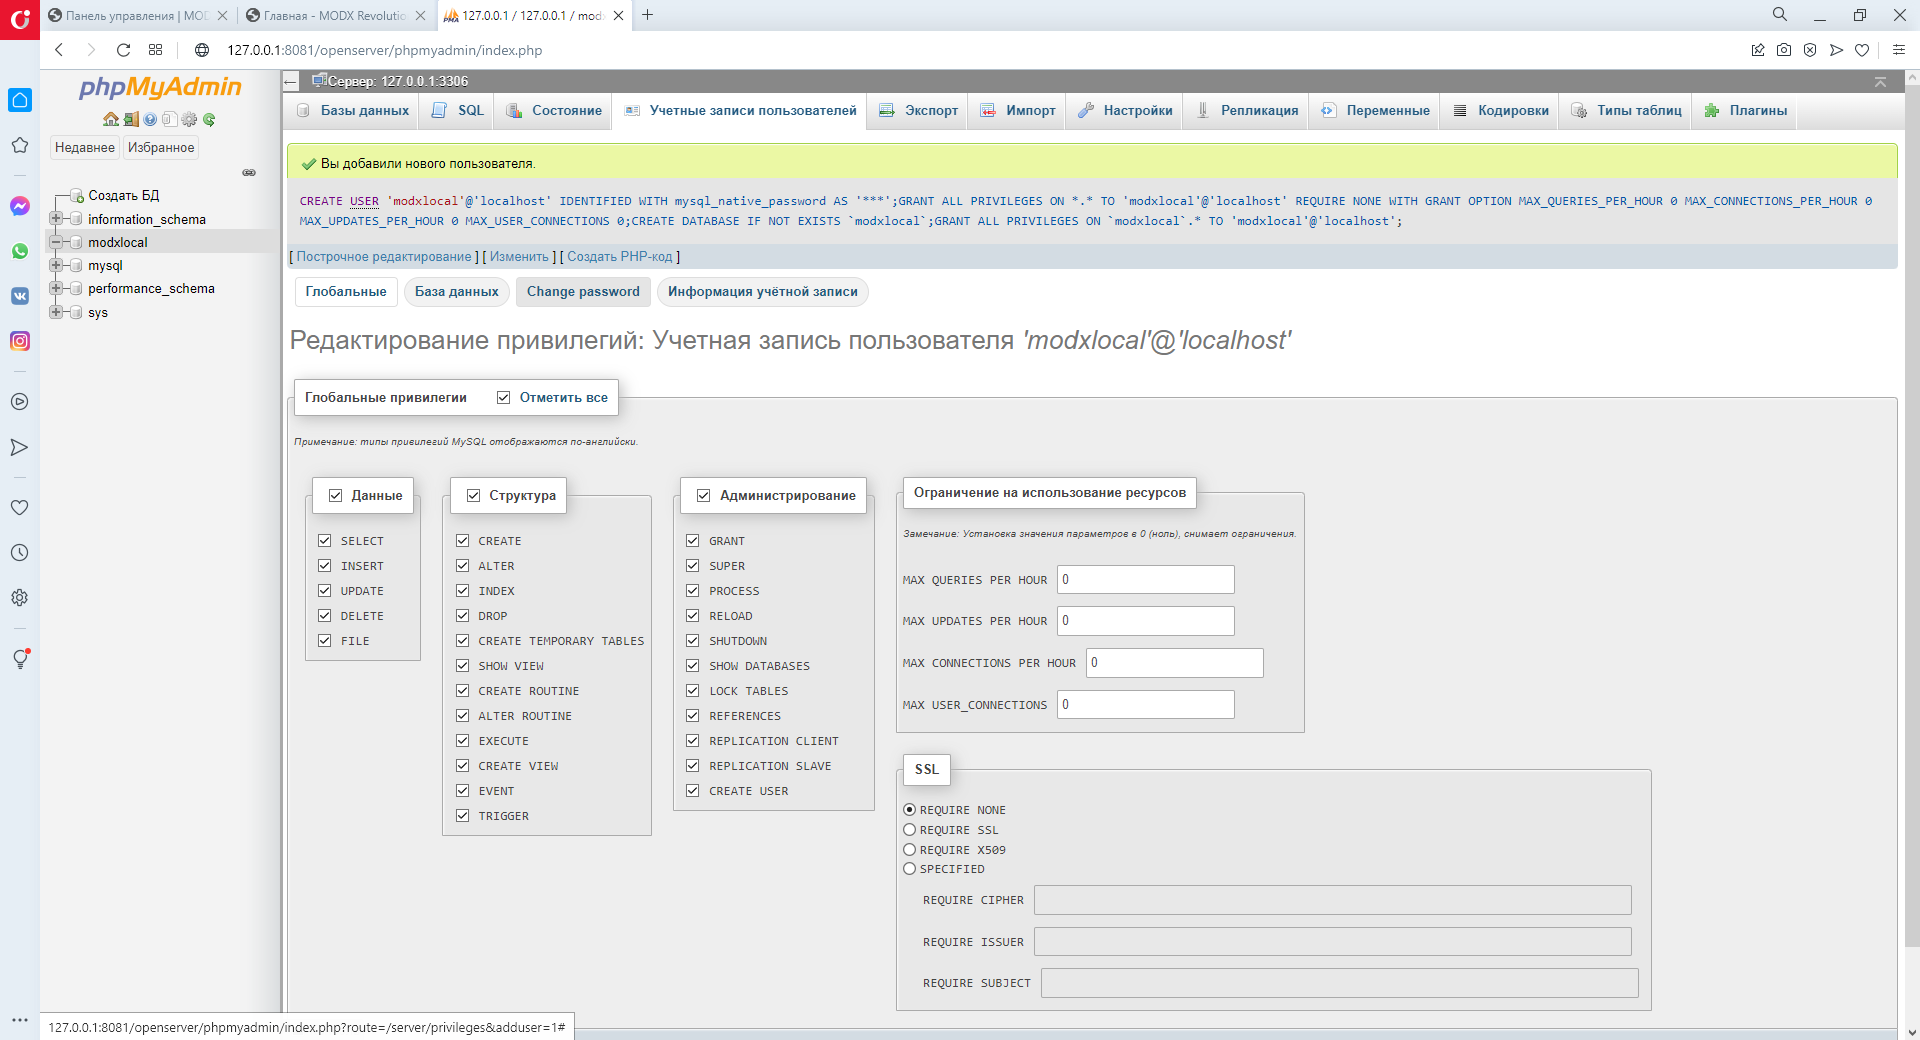 Панель управления | MOD
Главная - MODX Revolutio
127.0.0.1 / 127.0.0.1 / modx
127.0.0.1:8081/openserver/phpmyadmin/index.php
phpMyAdmin
Недавнее
Избранное
Создать БД
information_schema
modxlocal
mysql
performance_schema
sys
Сервер: 127.0.0.1:3306
Базы данных
SQL
Состояние
Учетные записи пользователей
Экспорт
Импорт
Настройки
Репликация
Переменные
Кодировки
Типы таблиц
Плагины
Вы добавили нового пользователя.
CREATE USER 'modxlocal'@'localhost' IDENTIFIED WITH mysql_native_password AS '***';GRANT ALL PRIVILEGES ON *.* TO 'modxlocal'@'localhost' REQUIRE NONE WITH GRANT OPTION MAX_QUERIES_PER_HOUR 0 MAX_CONNECTIONS_PER_HOUR 0
MAX_UPDATES_PER_HOUR 0 MAX_USER_CONNECTIONS 0;CREATE DATABASE IF NOT EXISTS `modxlocal`;GRANT ALL PRIVILEGES ON `modxlocal`.* TO 'modxlocal'@'localhost';
[ Построчное редактирование ] [ Изменить ] [ Создать PHP-код ]
Глобальные
База данных
Change password
Информация учётной записи
Редактирование привилегий: Учетная запись пользователя 'modxlocal'@'localhost'
Глобальные привилегии
Отметить все
Примечание: типы привилегий MySQL отображаются по-английски.
Данные
SELECT
INSERT
UPDATE
DELETE
FILE
Структура
CREATE
ALTER
INDEX
DROP
CREATE TEMPORARY TABLES
SHOW VIEW
CREATE ROUTINE
ALTER ROUTINE
EXECUTE
CREATE VIEW
EVENT
TRIGGER
Администрирование
GRANT
SUPER
PROCESS
RELOAD
SHUTDOWN
SHOW DATABASES
LOCK TABLES
REFERENCES
REPLICATION CLIENT
REPLICATION SLAVE
CREATE USER
Ограничение на использование ресурсов
Замечание: Установка значения параметров в 0 (ноль), снимает ограничения.
MAX QUERIES PER HOUR 0
MAX UPDATES PER HOUR 0
MAX CONNECTIONS PER HOUR 0
MAX USER_CONNECTIONS 0
SSL
REQUIRE NONE
REQUIRE SSL
REQUIRE X509
SPECIFIED
REQUIRE CIPHER
REQUIRE ISSUER
REQUIRE SUBJECT
127.0.0.1:8081/openserver/phpmyadmin/index.php?route=/server/privileges&adduser=1#